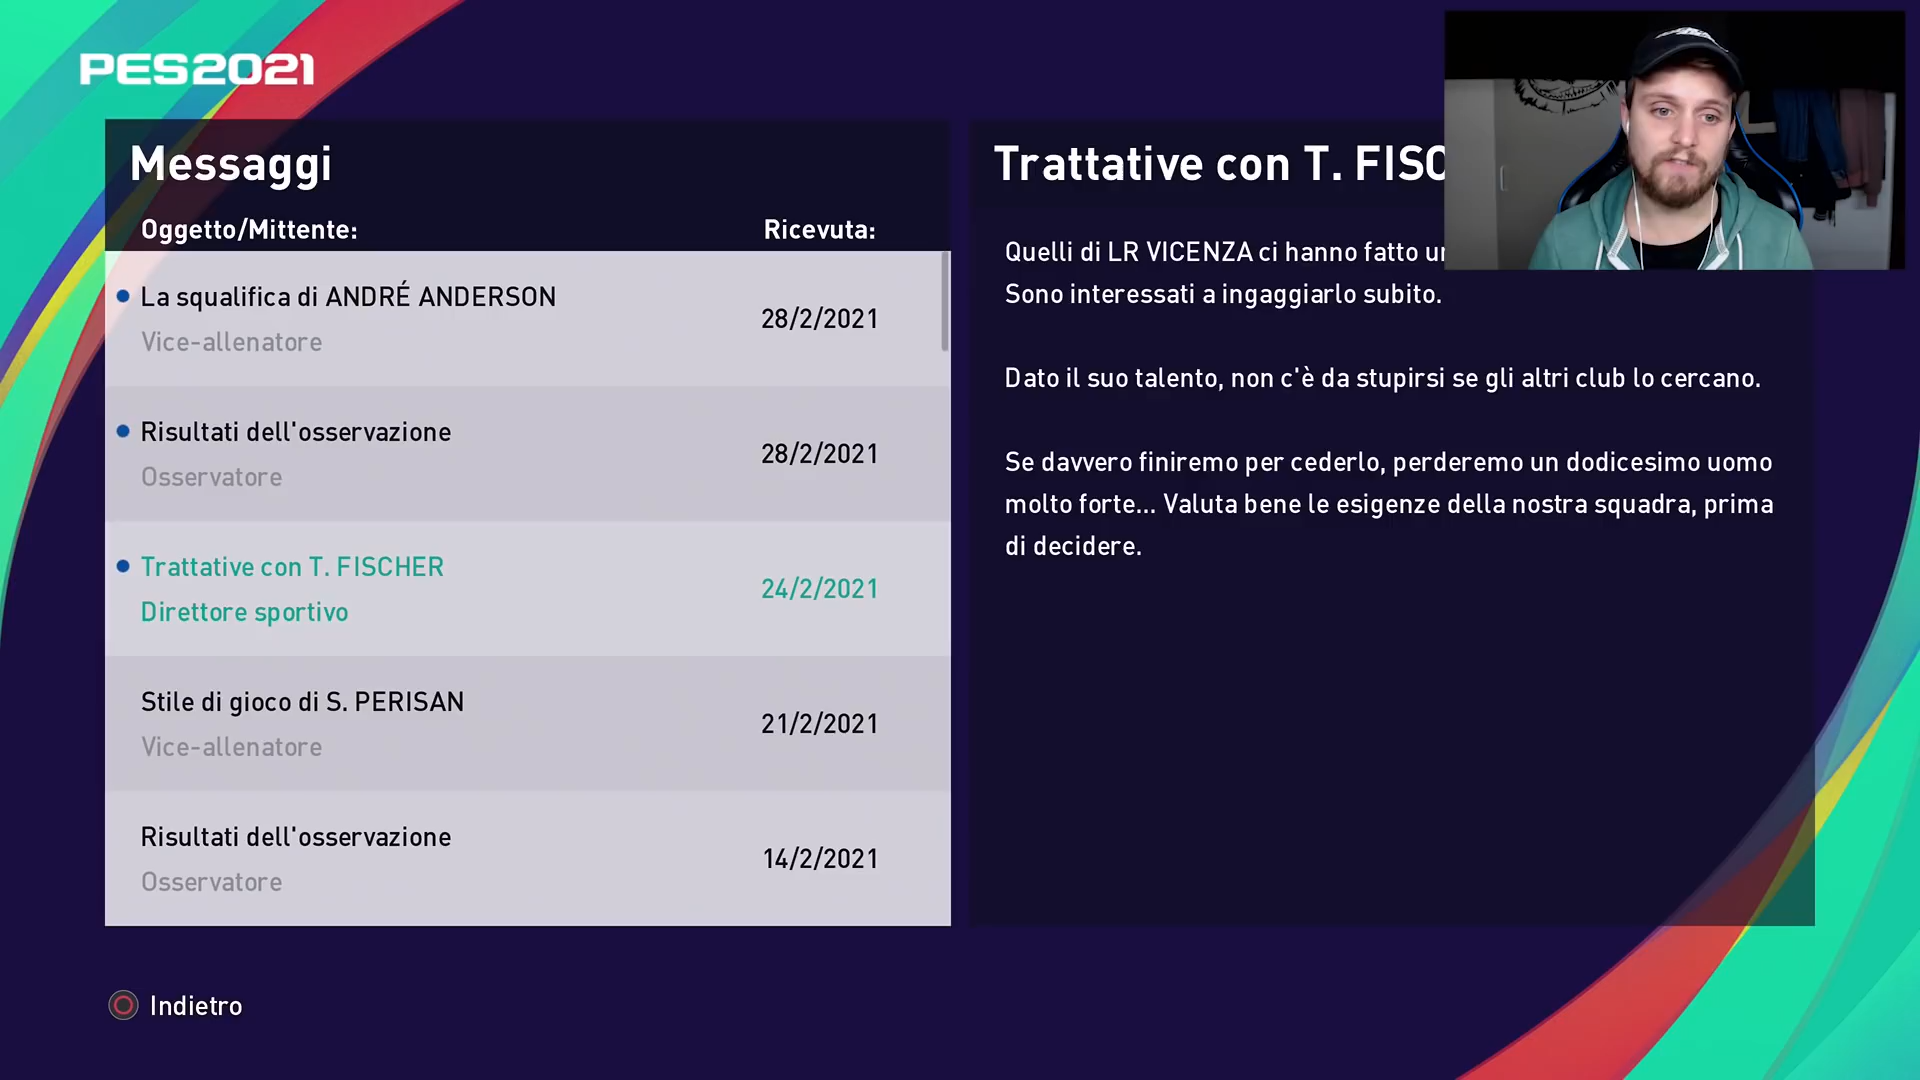 PES2021
Messaggi
Oggetto/Mittente:
Ricevuta:
La squalifica di ANDRÉ ANDERSON
Vice-allenatore
28/2/2021
Risultati dell'osservazione
Osservatore
28/2/2021
Trattative con T. FISCHER
Direttore sportivo
24/2/2021
Stile di gioco di S. PERISAN
Vice-allenatore
21/2/2021
Risultati dell'osservazione
Osservatore
14/2/2021
Trattative con T. FISC
Quelli di LR VICENZA ci hanno fatto
Sono interessati a ingaggiarlo subito.
Dato il suo talento, non c'è da stupirsi se gli altri club lo cercano.
Se davvero finiremo per cederlo, perderemo un dodicesimo uomo
molto forte... Valuta bene le esigenze della nostra squadra, prima
di decidere.
Indietro